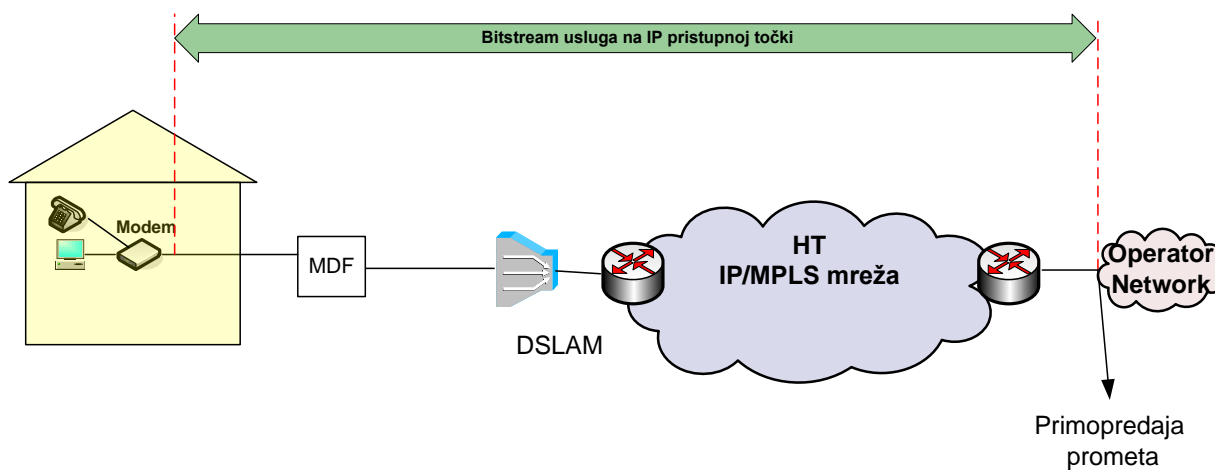 Bitstream usluga na IP pristupnoj točki
Modem
MDF
DSLAM
HT
IP/MPLS mreža
Operator
Network
Primopredaja
prometa